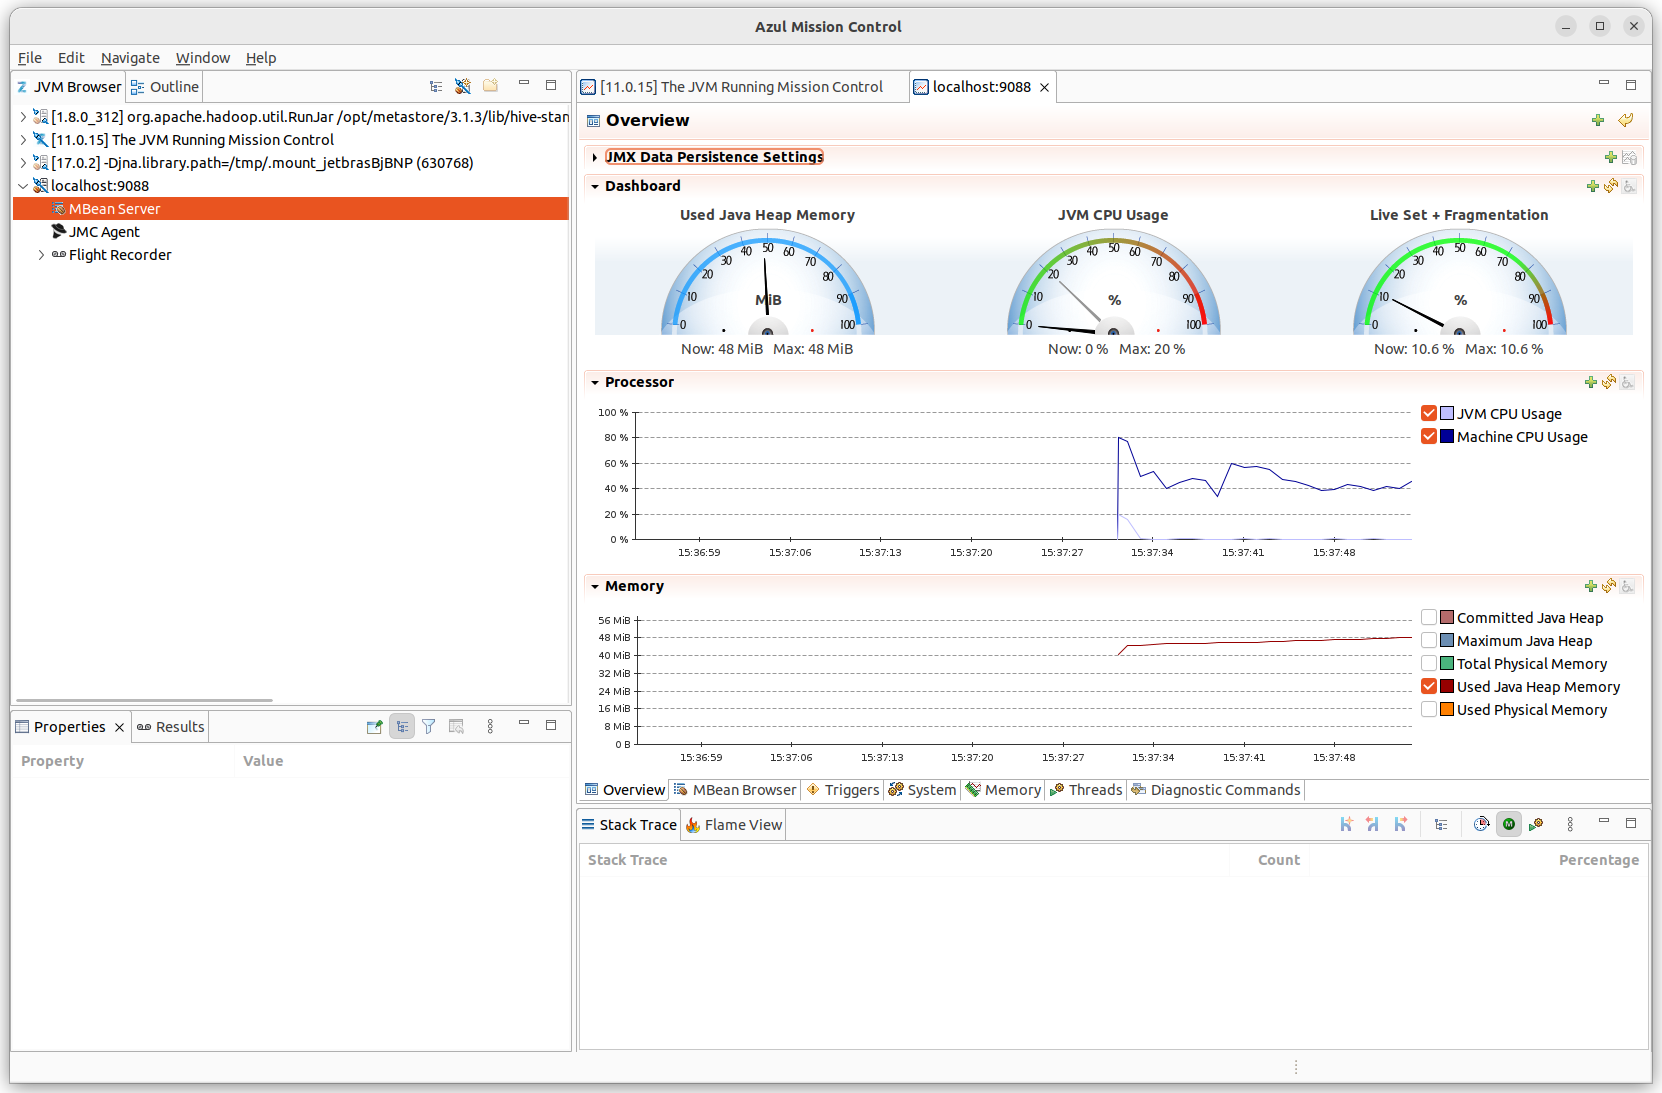 Azul Mission Control
File Edit Navigate Window Help
JVM Browser Outline
[1.8.0_312] org.apache.hadoop.util.RunJar /opt/metastore/3.1.3/lib/hive-stan
[11.0.15] The JVM Running Mission Control
[17.0.2] -Djna.library.path=/tmp/.mount_jetbrasBjBNP (630768)
localhost:9088
MBean Server
JMC Agent
Flight Recorder
Properties Results
Property Value
[11.0.15] The JVM Running Mission Control localhost:9088
Overview
JMX Data Persistence Settings
Dashboard
Used Java Heap Memory
0 10 20 30 40 50 60 70 80 90 100
MiB
Now: 48 MiB Max: 48 MiB
JVM CPU Usage
0 10 20 30 40 50 60 70 80 90 100
%
Now: 0 % Max: 20 %
Live Set + Fragmentation
0 10 20 30 40 50 60 70 80 90 100
%
Now: 10.6 % Max: 10.6 %
Processor
100 %
80 %
60 %
40 %
20 %
0 %
15:36:59 15:37:06 15:37:13 15:37:20 15:37:27 15:37:34 15:37:41 15:37:48
JVM CPU Usage
Machine CPU Usage
Memory
56 MiB
48 MiB
40 MiB
32 MiB
24 MiB
16 MiB
8 MiB
0 B
15:36:59 15:37:06 15:37:13 15:37:20 15:37:27 15:37:34 15:37:41 15:37:48
Committed Java Heap
Maximum Java Heap
Total Physical Memory
Used Java Heap Memory
Used Physical Memory
Overview MBean Browser Triggers System Memory Threads Diagnostic Commands
Stack Trace Flame View
Stack Trace Count Percentage